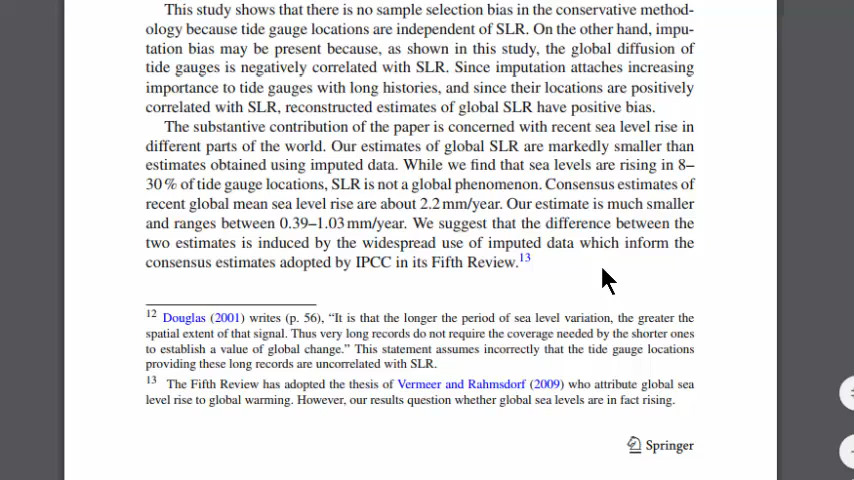 This study shows that there is no sample selection bias in the conservative method-
ology because tide gauge locations are independent of SLR. On the other hand, impu-
tation bias may be present because, as shown in this study, the global diffusion of
tide gauges is negatively correlated with SLR. Since imputation attaches increasing
importance to tide gauges with long histories, and since their locations are positively
correlated with SLR, reconstructed estimates of global SLR have positive bias.
The substantive contribution of the paper is concerned with recent sea level rise in
different parts of the world. Our estimates of global SLR are markedly smaller than
estimates obtained using imputed data. While we find that sea levels are rising in 8–
30 % of tide gauge locations, SLR is not a global phenomenon. Consensus estimates of
recent global mean sea level rise are about 2.2 mm/year. Our estimate is much smaller
and ranges between 0.39–1.03 mm/year. We suggest that the difference between the
two estimates is induced by the widespread use of imputed data which inform the
consensus estimates adopted by IPCC in its Fifth Review.13
12 Douglas (2001) writes (p. 56), “It is that the longer the period of sea level variation, the greater the
spatial extent of that signal. Thus very long records do not require the coverage needed by the shorter ones
to establish a value of global change.” This statement assumes incorrectly that the tide gauge locations
providing these long records are uncorrelated with SLR.
13 The Fifth Review has adopted the thesis of Vermeer and Rahmsdorf (2009) who attribute global sea
level rise to global warming. However, our results question whether global sea levels are in fact rising.
Springer